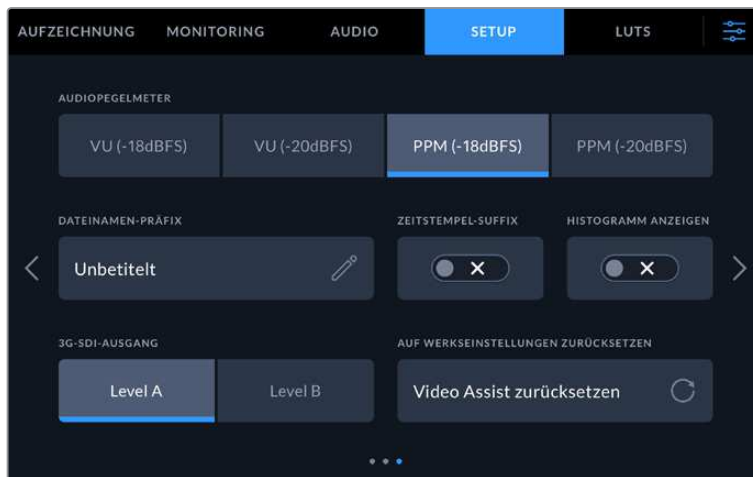 AUFZEICHNUNG MONITORING AUDIO SETUP LUTS
AUDIOPEGELMETER
VU (-18dBFS) VU (-20dBFS) PPM (-18dBFS) PPM (-20dBFS)
DATEINAMEN-PRÄFIX ZEITSTEMPEL-SUFFIX HISTOGRAMM ANZEIGEN
Unbetitelt
3G-SDI-AUSGANG AUF WERKSEINSTELLUNGEN ZURÜCKSETZEN
Level A Level B Video Assist zurücksetzen